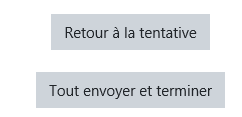 Retour à la tentative
Tout envoyer et terminer